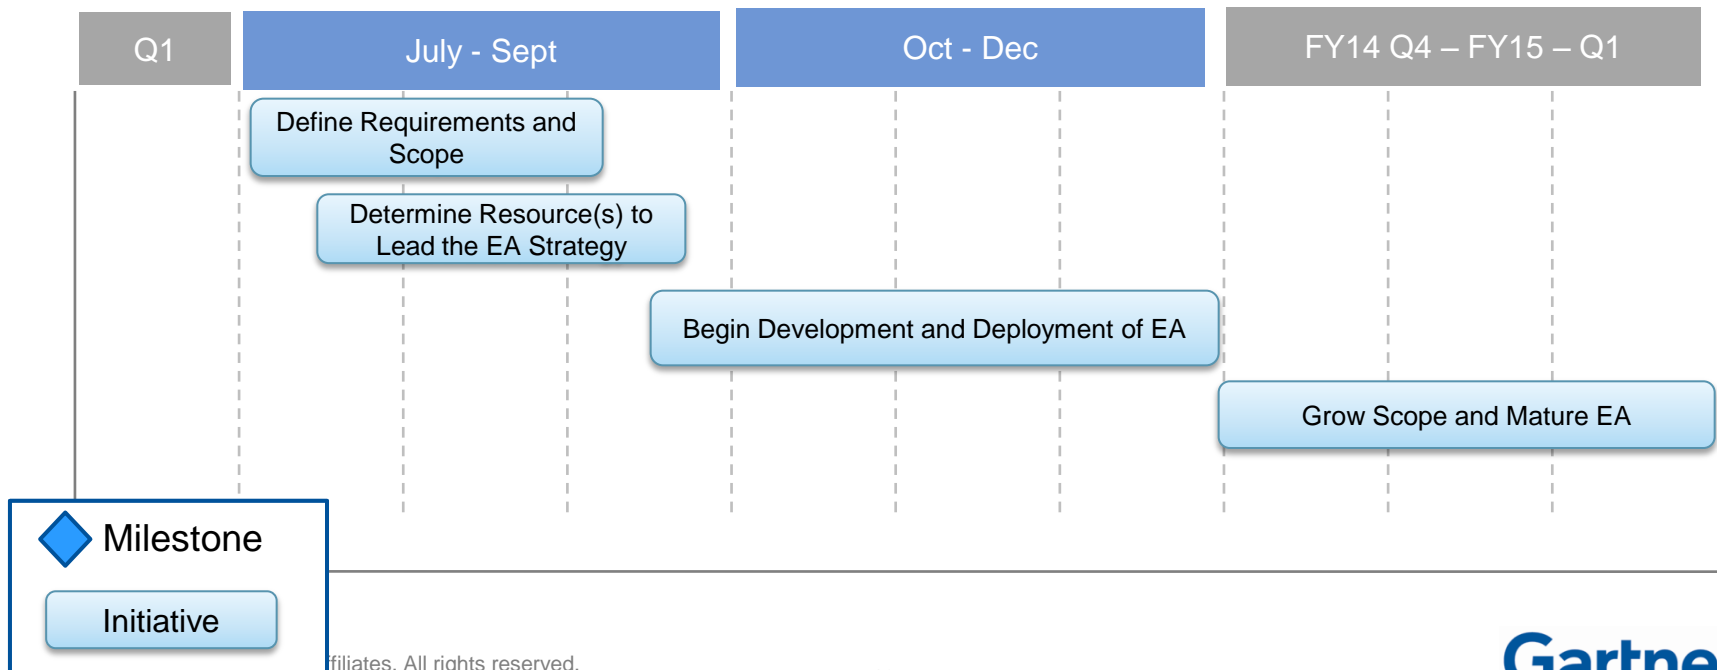 Q1
July - Sept
Oct - Dec
FY14 Q4 – FY15 – Q1
Define Requirements and
Scope
Determine Resource(s) to
Lead the EA Strategy
Begin Development and Deployment of EA
Grow Scope and Mature EA
Milestone
Initiative
ffiliates. All rights reserved.
Gartne